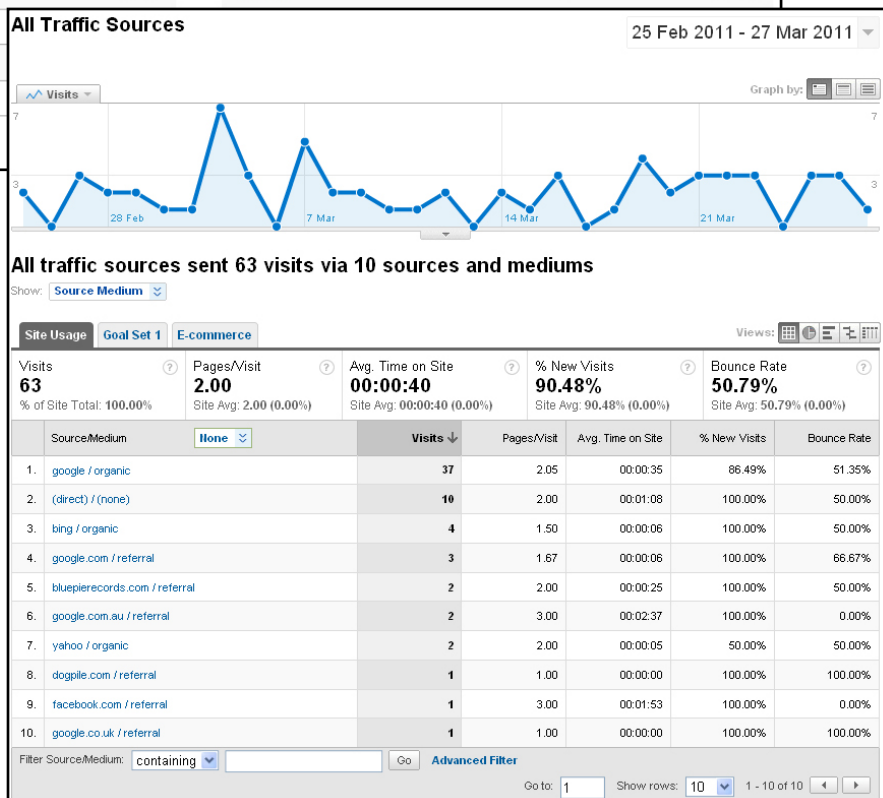 All Traffic Sources
25 Feb 2011 - 27 Mar 2011
Visits
Graph by:
7 7
3 3
28 Feb 7 Mar 14 Mar 21 Mar
All traffic sources sent 63 visits via 10 sources and mediums
Show: Source Medium
Site Usage Goal Set 1 E-commerce Views:
Visits ? Pages/Visit ? Avg. Time on Site ? % New Visits ? Bounce Rate ?
63 2.00 00:00:40 90.48% 50.79%
% of Site Total: 100.00% Site Avg: 2.00 (0.00%) Site Avg: 00:00:40 (0.00%) Site Avg: 90.48% (0.00%) Site Avg: 50.79% (0.00%)
Source/Medium None Visits Pages/Visit Avg. Time on Site % New Visits Bounce Rate
1. google / organic 37 2.05 00:00:35 86.49% 51.35%
2. (direct) / (none) 10 2.00 00:01:08 100.00% 50.00%
3. bing / organic 4 1.50 00:00:06 100.00% 50.00%
4. google.com / referral 3 1.67 00:00:06 100.00% 66.67%
5. bluepierecords.com / referral 2 2.00 00:00:25 100.00% 50.00%
6. google.com.au / referral 2 3.00 00:02:37 100.00% 0.00%
7. yahoo / organic 2 2.00 00:00:05 50.00% 50.00%
8. dogpile.com / referral 1 1.00 00:00:00 100.00% 100.00%
9. facebook.com / referral 1 3.00 00:01:53 100.00% 0.00%
10. google.co.uk / referral 1 1.00 00:00:00 100.00% 100.00%
Filter Source/Medium: containing Go Advanced Filter
Go to: 1 Show rows: 10 1 - 10 of 10